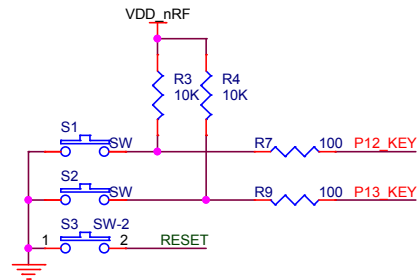 VDD_nRF
R3 R4
10K 10K
S1
SW R7 100 P12_KEY
S2
SW R9 100 P13_KEY
S3 SW-2
1 2 RESET